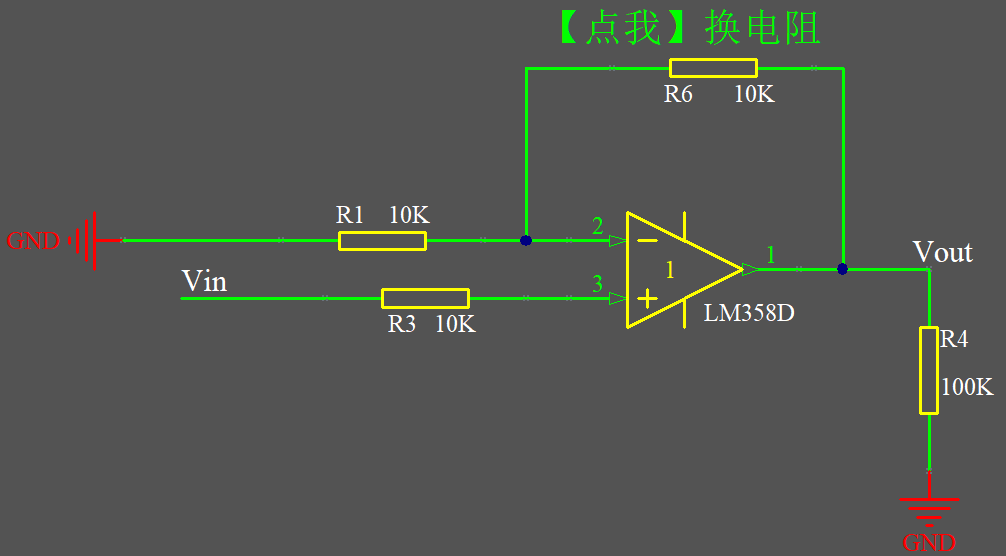 【点我】换电阻
R6 10K
R1 10K
2
GND
Vin
3
R3 10K
1
1
LM358D
Vout
R4
100K
GND